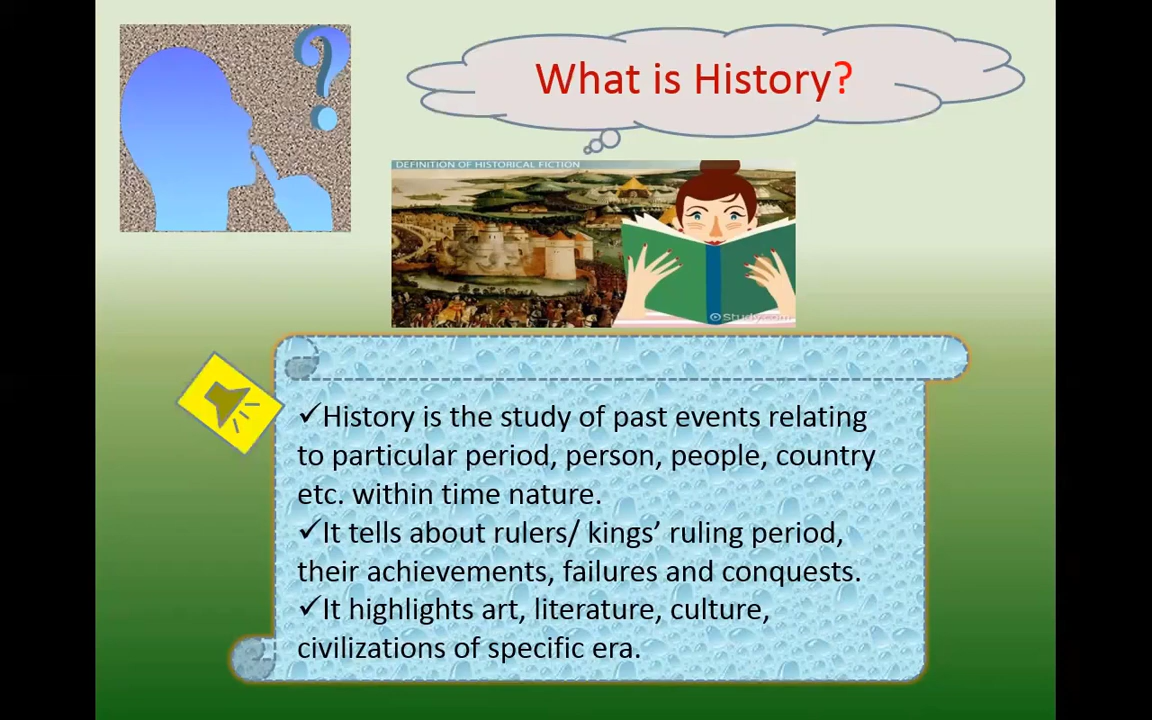 What is History?
DEFINITION OF HISTORICAL FICTION
Study.com
✓History is the study of past events relating
to particular period, person, people, country
etc. within time nature.
✓It tells about rulers/ kings’ ruling period,
their achievements, failures and conquests.
✓It highlights art, literature, culture,
civilizations of specific era.